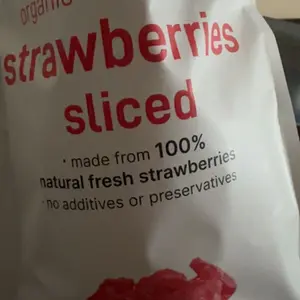 organic
strawberries
sliced
· made from 100%
natural fresh strawberries
· no additives or preservatives